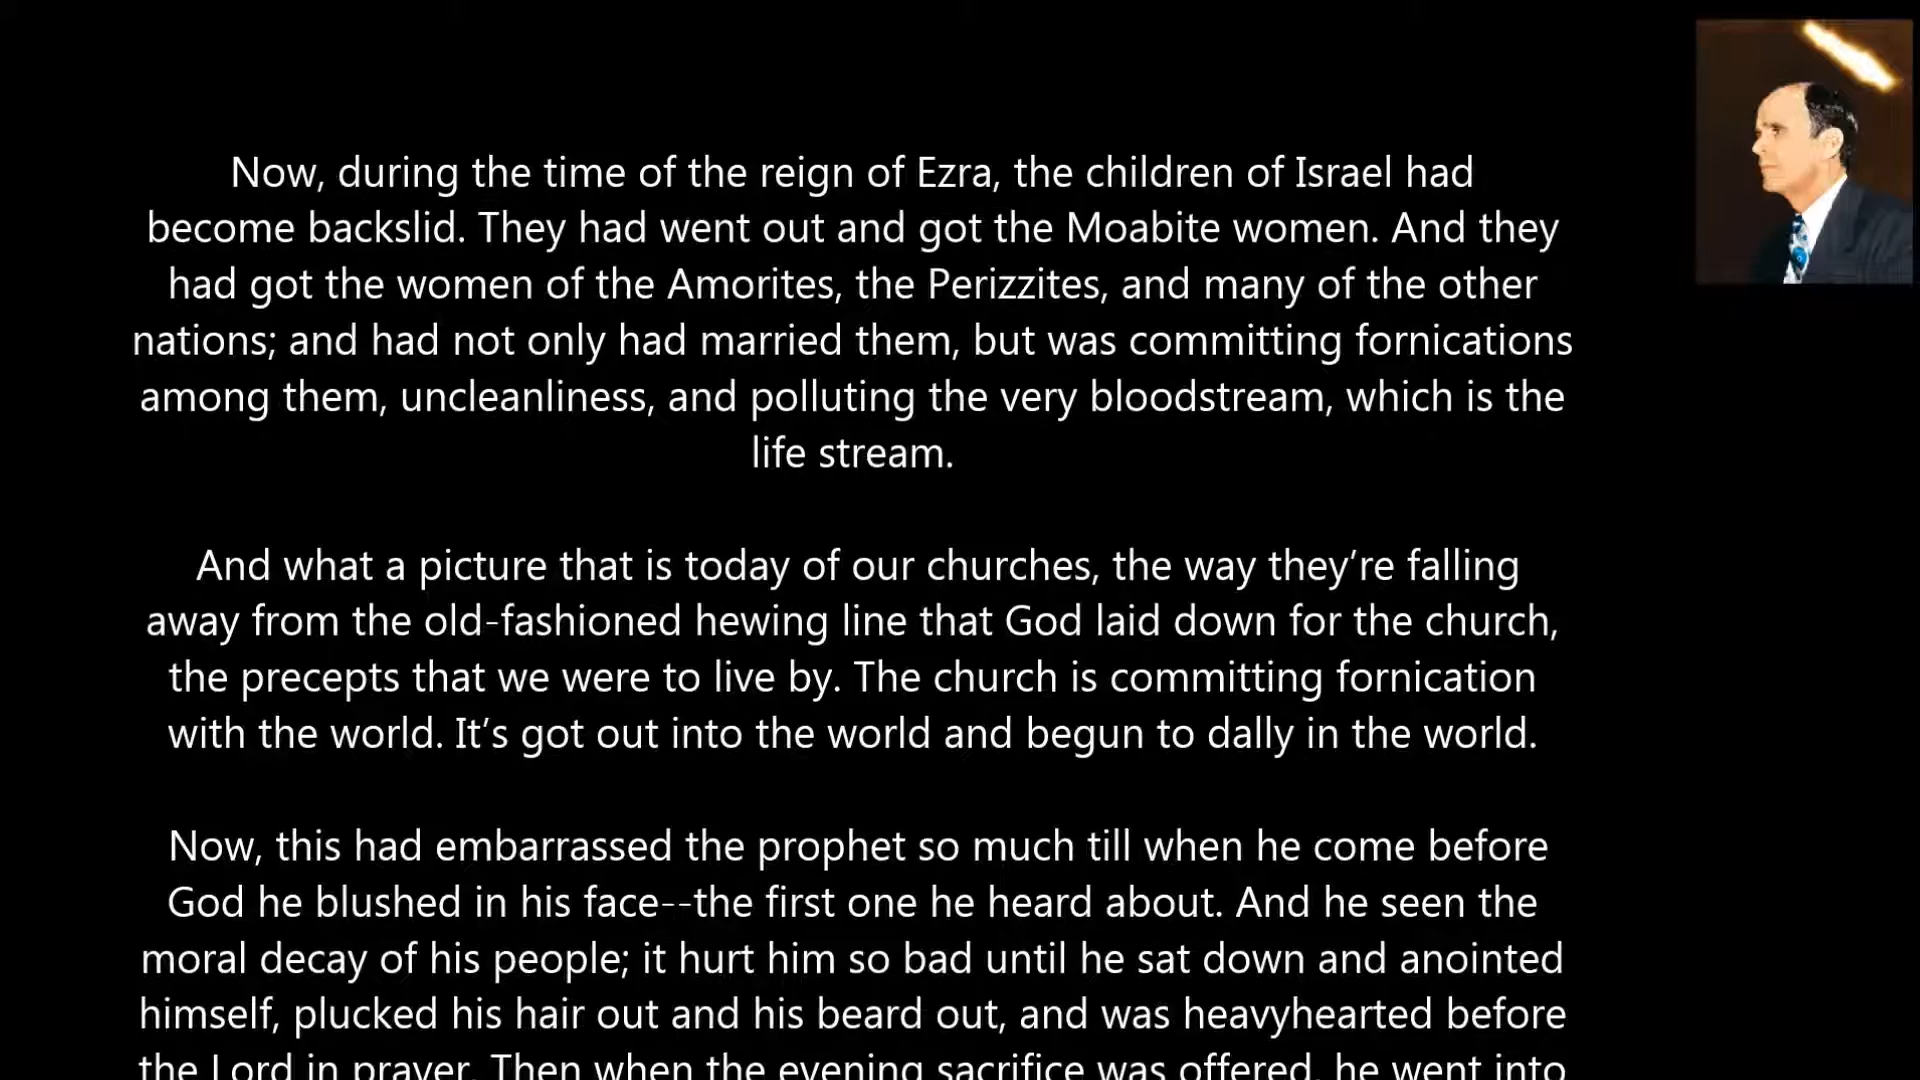 Now, during the time of the reign of Ezra, the children of Israel had
become backslid. They had went out and got the Moabite women. And they
had got the women of the Amorites, the Perizzites, and many of the other
nations; and had not only had married them, but was committing fornications
among them, uncleanliness, and polluting the very bloodstream, which is the
life stream.
And what a picture that is today of our churches, the way they’re falling
away from the old-fashioned hewing line that God laid down for the church,
the precepts that we were to live by. The church is committing fornication
with the world. It’s got out into the world and begun to dally in the world.
Now, this had embarrassed the prophet so much till when he come before
God he blushed in his face--the first one he heard about. And he seen the
moral decay of his people; it hurt him so bad until he sat down and anointed
himself, plucked his hair out and his beard out, and was heavyhearted before
the Lord in prayer. Then when the evening sacrifice was offered, he went into